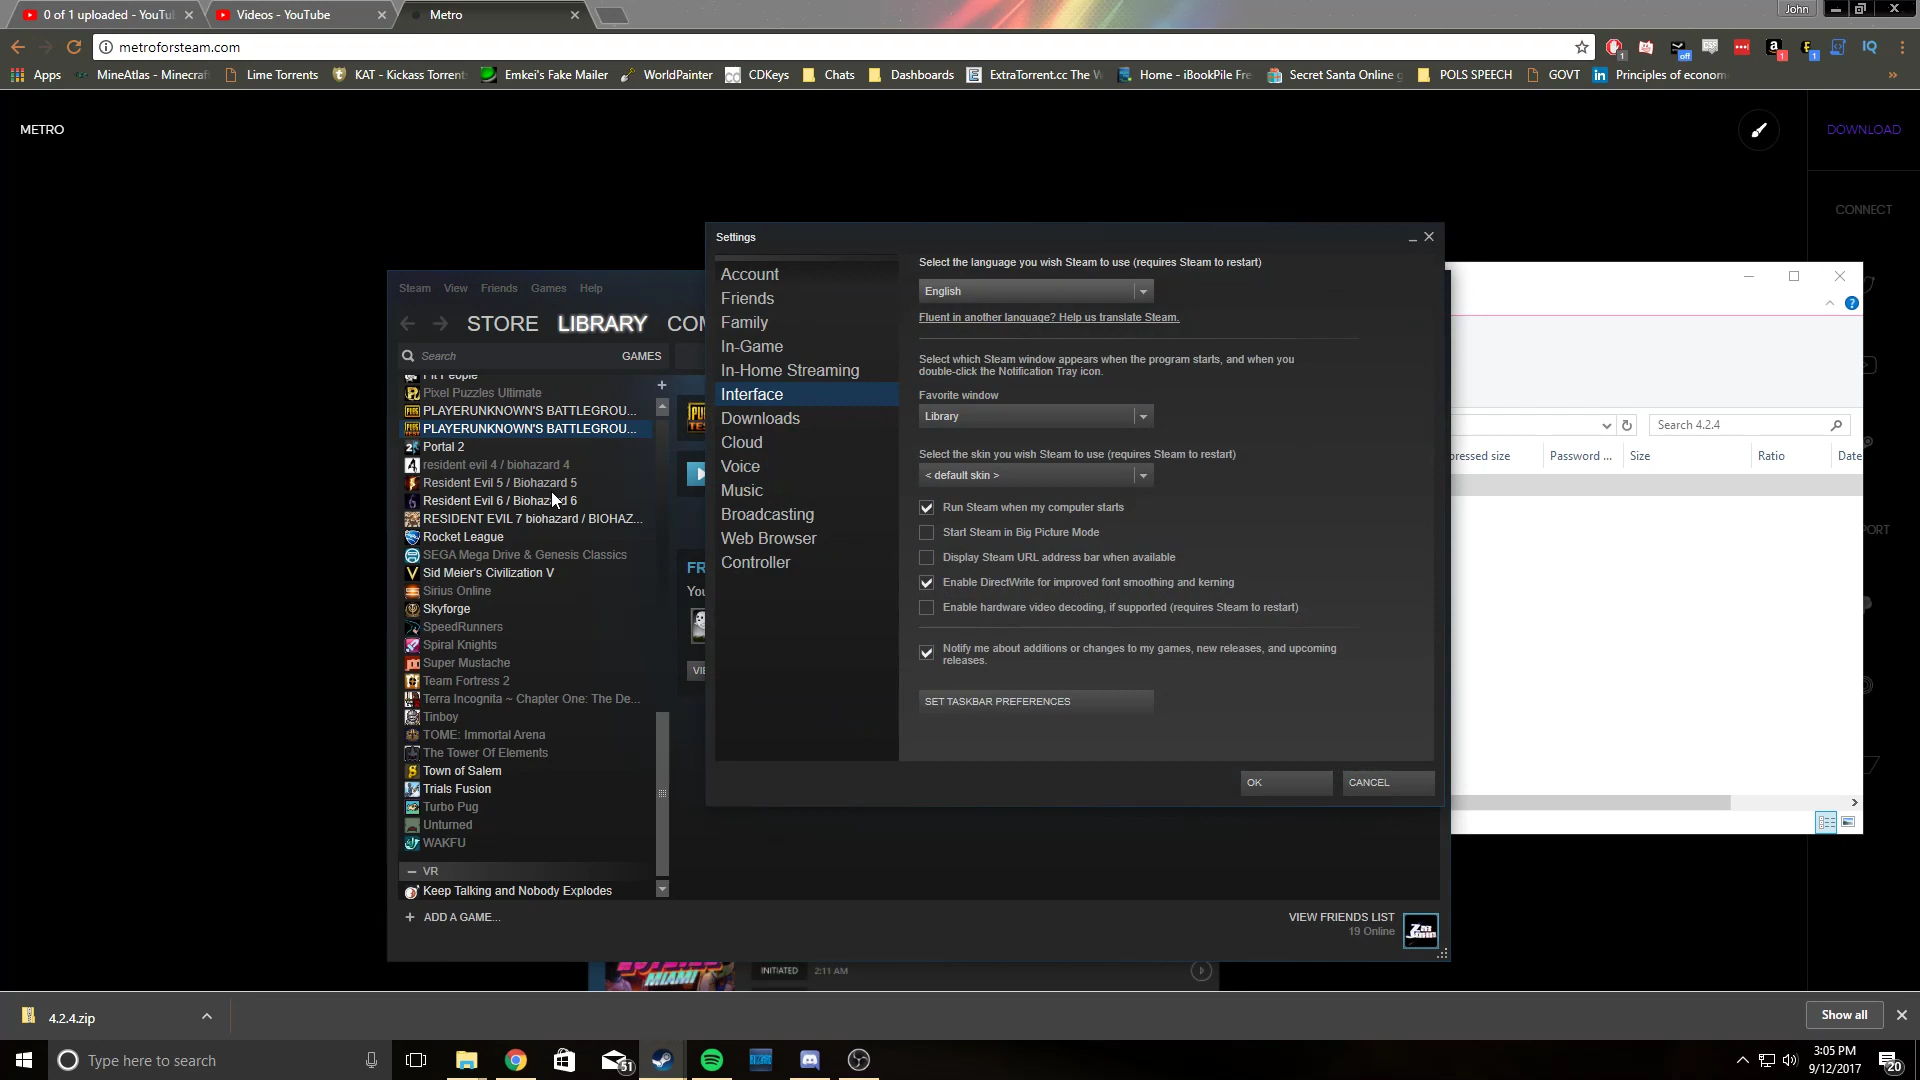 0 of 1 uploaded - YouTu
Videos - YouTube
Metro
John
metroforsteam.com
Apps
MineAtlas - Minecraf
Lime Torrents
KAT - Kickass Torrent
Emkei's Fake Mailer
WorldPainter
CDKeys
Chats
Dashboards
ExtraTorrent.cc The W
Home - iBookPile Fre
Secret Santa Online g
POLS SPEECH
GOVT
Principles of econom
METRO
DOWNLOAD
CONNECT
Settings
Account
Friends
Family
In-Game
In-Home Streaming
Interface
Downloads
Cloud
Voice
Music
Broadcasting
Web Browser
Controller
Select the language you wish Steam to use (requires Steam to restart)
English
Fluent in another language? Help us translate Steam.
Select which Steam window appears when the program starts, and when you
double-click the Notification Tray icon.
Favorite window
Library
Select the skin you wish Steam to use (requires Steam to restart)
< default skin >
Run Steam when my computer starts
Start Steam in Big Picture Mode
Display Steam URL address bar when available
Enable DirectWrite for improved font smoothing and kerning
Enable hardware video decoding, if supported (requires Steam to restart)
Notify me about additions or changes to my games, new releases, and upcoming
releases.
SET TASKBAR PREFERENCES
OK
CANCEL
Steam View Friends Games Help
STORE LIBRARY COM
Search
GAMES
Pit People
Pixel Puzzles Ultimate
PLAYERUNKNOWN'S BATTLEGROU...
PLAYERUNKNOWN'S BATTLEGROU...
Portal 2
resident evil 4 / biohazard 4
Resident Evil 5 / Biohazard 5
Resident Evil 6 / Biohazard 6
RESIDENT EVIL 7 biohazard / BIOHAZ...
Rocket League
SEGA Mega Drive & Genesis Classics
Sid Meier's Civilization V
Sirius Online
Skyforge
SpeedRunners
Spiral Knights
Super Mustache
Team Fortress 2
Terra Incognita ~ Chapter One: The De...
Tinboy
TOME: Immortal Arena
The Tower Of Elements
Town of Salem
Trials Fusion
Turbo Pug
Unturned
WAKFU
VR
Keep Talking and Nobody Explodes
ADD A GAME...
FR
You
VIE
VIEW FRIENDS LIST
19 Online
Search 4.2.4
ressed size
Password ...
Size
Ratio
Date
PORT
MIAMI
INITIATED
2:11 AM
4.2.4.zip
Show all
Type here to search
51
3:05 PM
9/12/2017
20